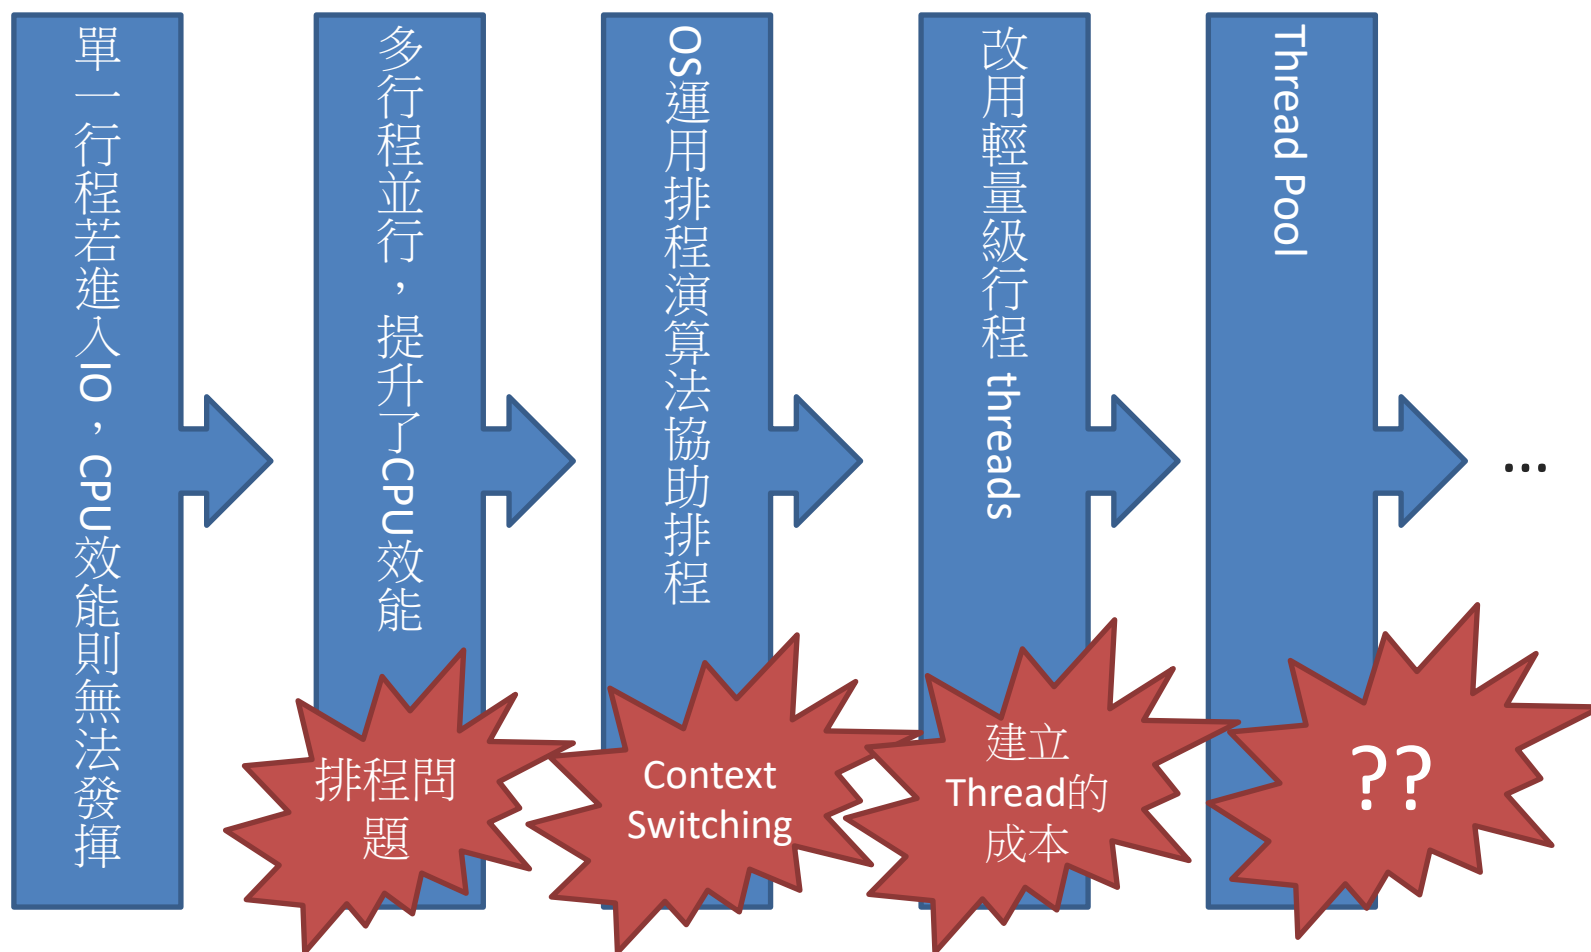 單一行程若進入IO，CPU效能則無法發揮
多行程並行，提升了CPU效能
OS運用排程演算法協助排程
改用輕量級行程 threads
Thread Pool
...
排程問
題
Context
Switching
建立
Thread的
成本
??